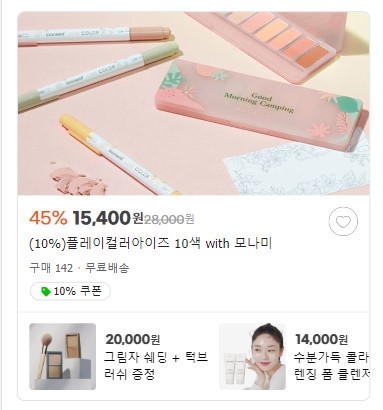 Good
Morning Camping
COLOR
45% 15,400원 28,000원
(10%)플레이컬러아이즈 10색 with 모나미
구매 142 · 무료배송
10% 쿠폰
20,000원
그림자 쉐딩 + 턱브
러쉬 증정
14,000원
수분가득 콜라
렌징 폼 클렌저